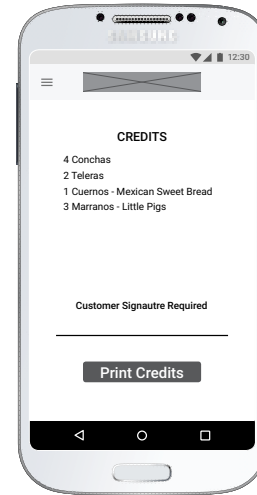 SAMSUNG
12:30
CREDITS
4 Conchas
2 Teleras
1 Cuernos - Mexican Sweet Bread
3 Marranos - Little Pigs
Customer Signautre Required
Print Credits